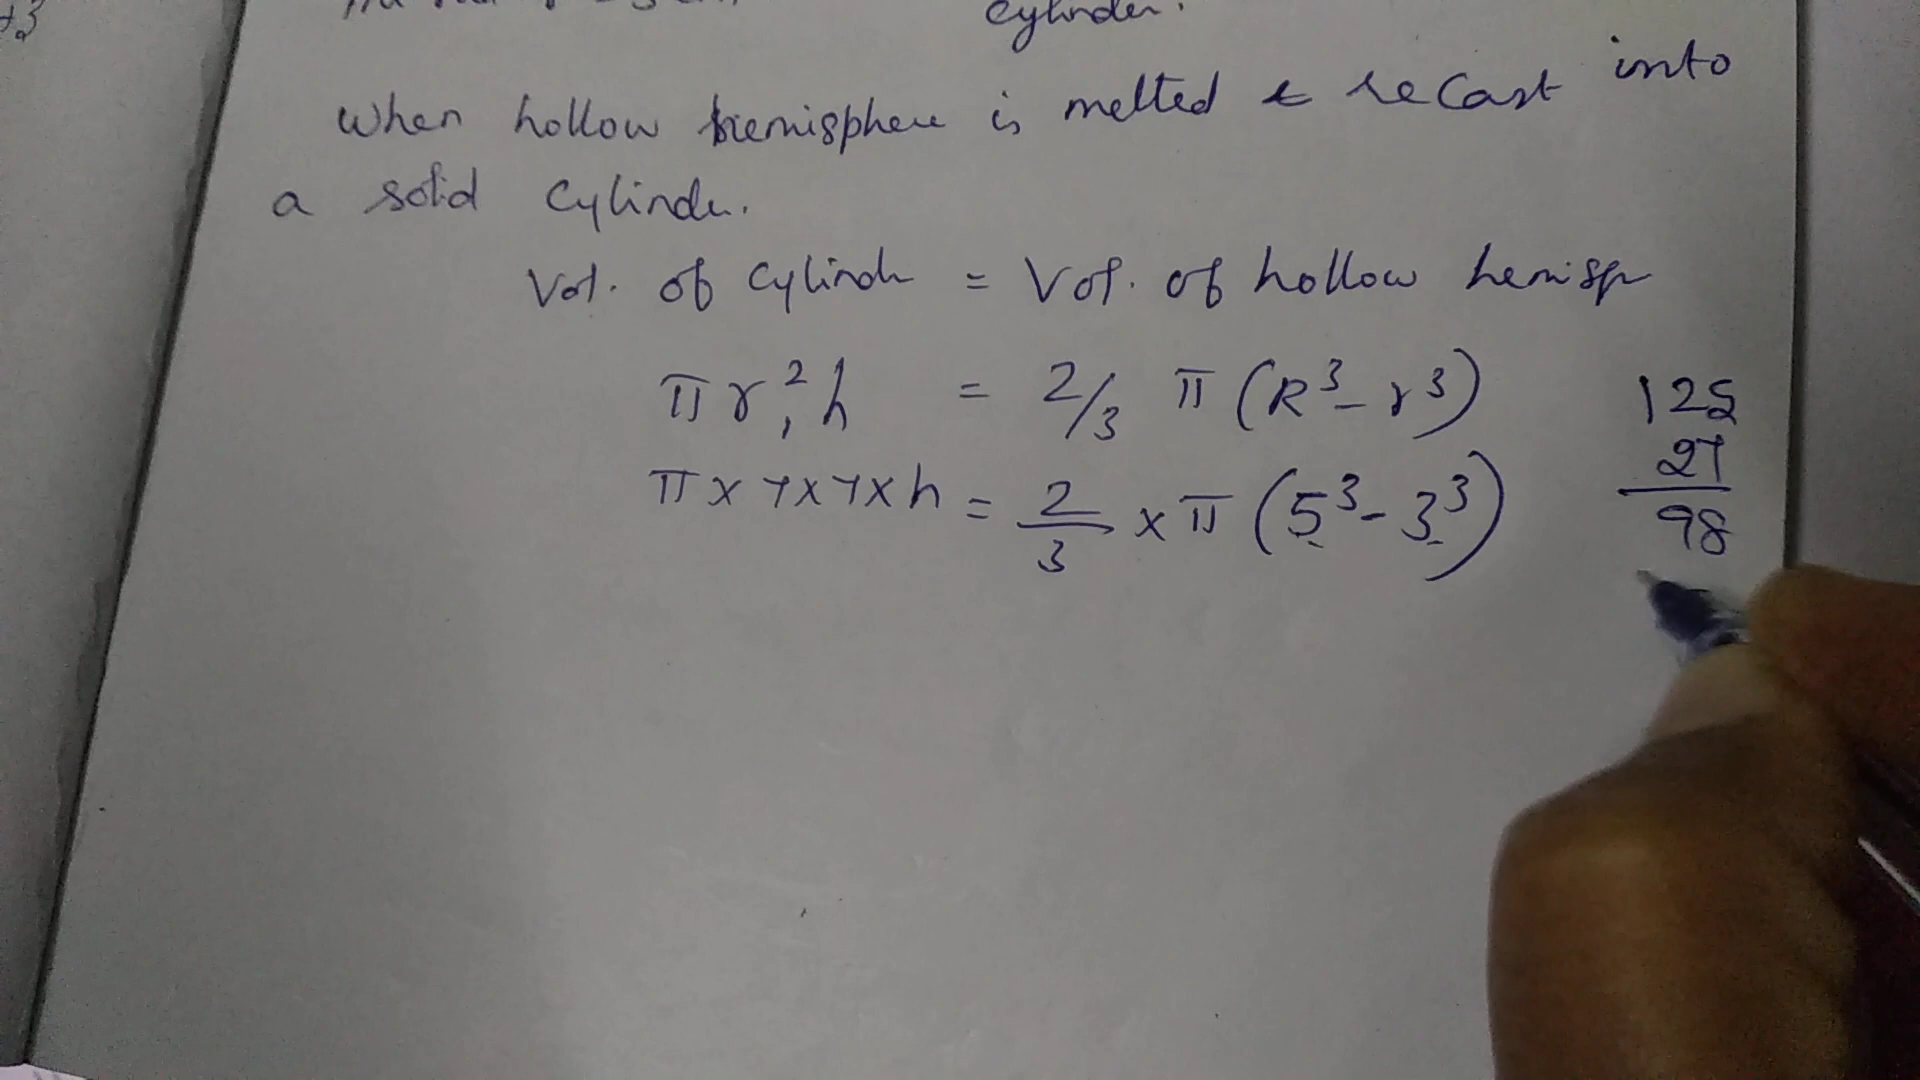 cylinder.
When hollow hemisphere is melted & recast into
a solid cylinder.
Vol. of cylinder = Vol. of hollow hemisp
πr₁²h = 2/3 π (R³ - r³)
π x 7 x 7 x h = 2/3 x π (5³ - 3³)
125
27
98